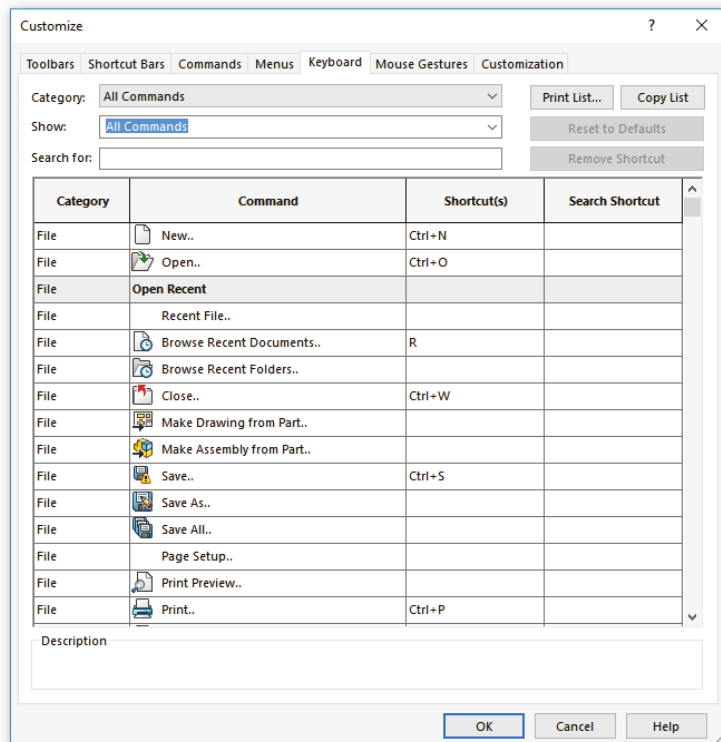 Customize
Toolbars Shortcut Bars Commands Menus Keyboard Mouse Gestures Customization
Category: All Commands Print List... Copy List
Show: All Commands Reset to Defaults
Search for: Remove Shortcut
Category Command Shortcut(s) Search Shortcut
File New.. Ctrl+N
File Open.. Ctrl+O
File Open Recent
File Recent File..
File Browse Recent Documents.. R
File Browse Recent Folders..
File Close.. Ctrl+W
File Make Drawing from Part..
File Make Assembly from Part..
File Save.. Ctrl+S
File Save As..
File Save All..
File Page Setup..
File Print Preview..
File Print.. Ctrl+P
Description
OK Cancel Help